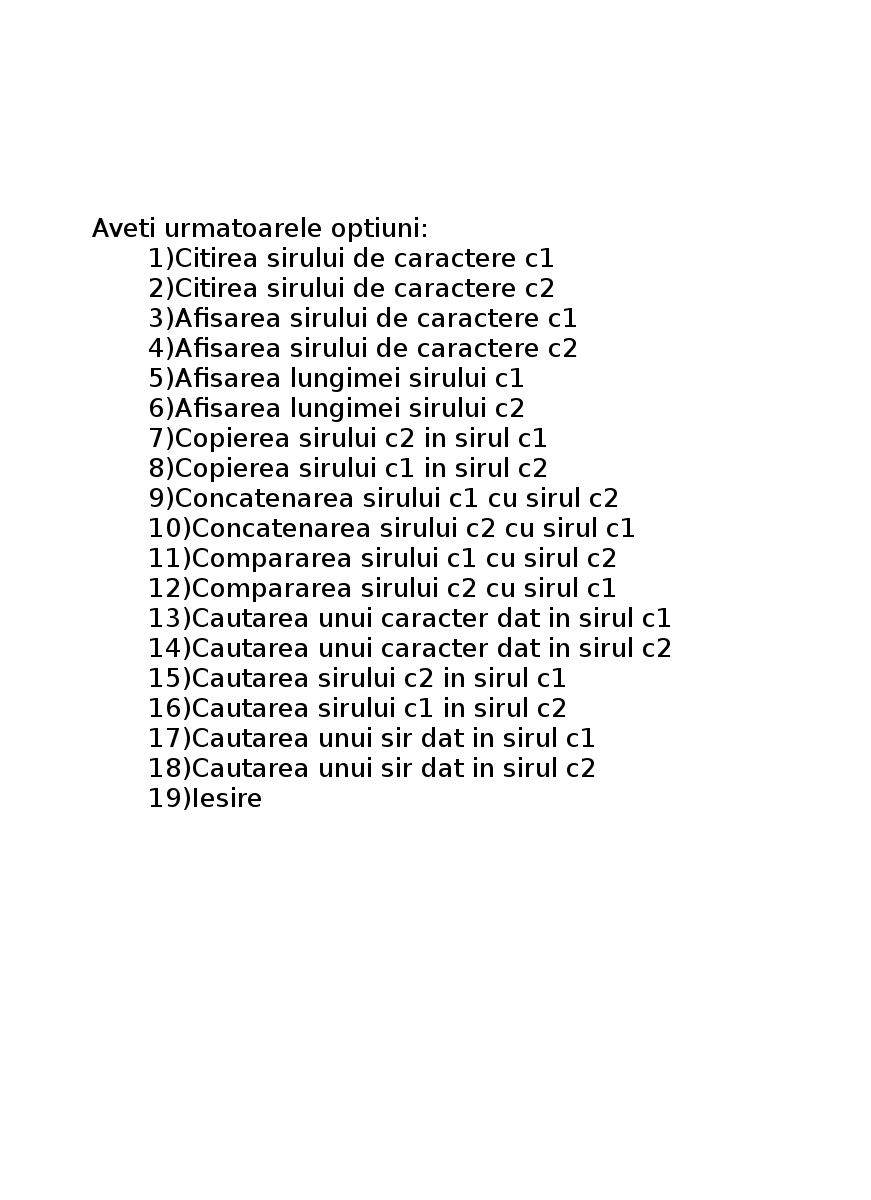 Aveti urmatoarele optiuni:
1)Citirea sirului de caractere c1
2)Citirea sirului de caractere c2
3)Afisarea sirului de caractere c1
4)Afisarea sirului de caractere c2
5)Afisarea lungimei sirului c1
6)Afisarea lungimei sirului c2
7)Copierea sirului c2 in sirul c1
8)Copierea sirului c1 in sirul c2
9)Concatenarea sirului c1 cu sirul c2
10)Concatenarea sirului c2 cu sirul c1
11)Compararea sirului c1 cu sirul c2
12)Compararea sirului c2 cu sirul c1
13)Cautarea unui caracter dat in sirul c1
14)Cautarea unui caracter dat in sirul c2
15)Cautarea sirului c2 in sirul c1
16)Cautarea sirului c1 in sirul c2
17)Cautarea unui sir dat in sirul c1
18)Cautarea unui sir dat in sirul c2
19)Iesire